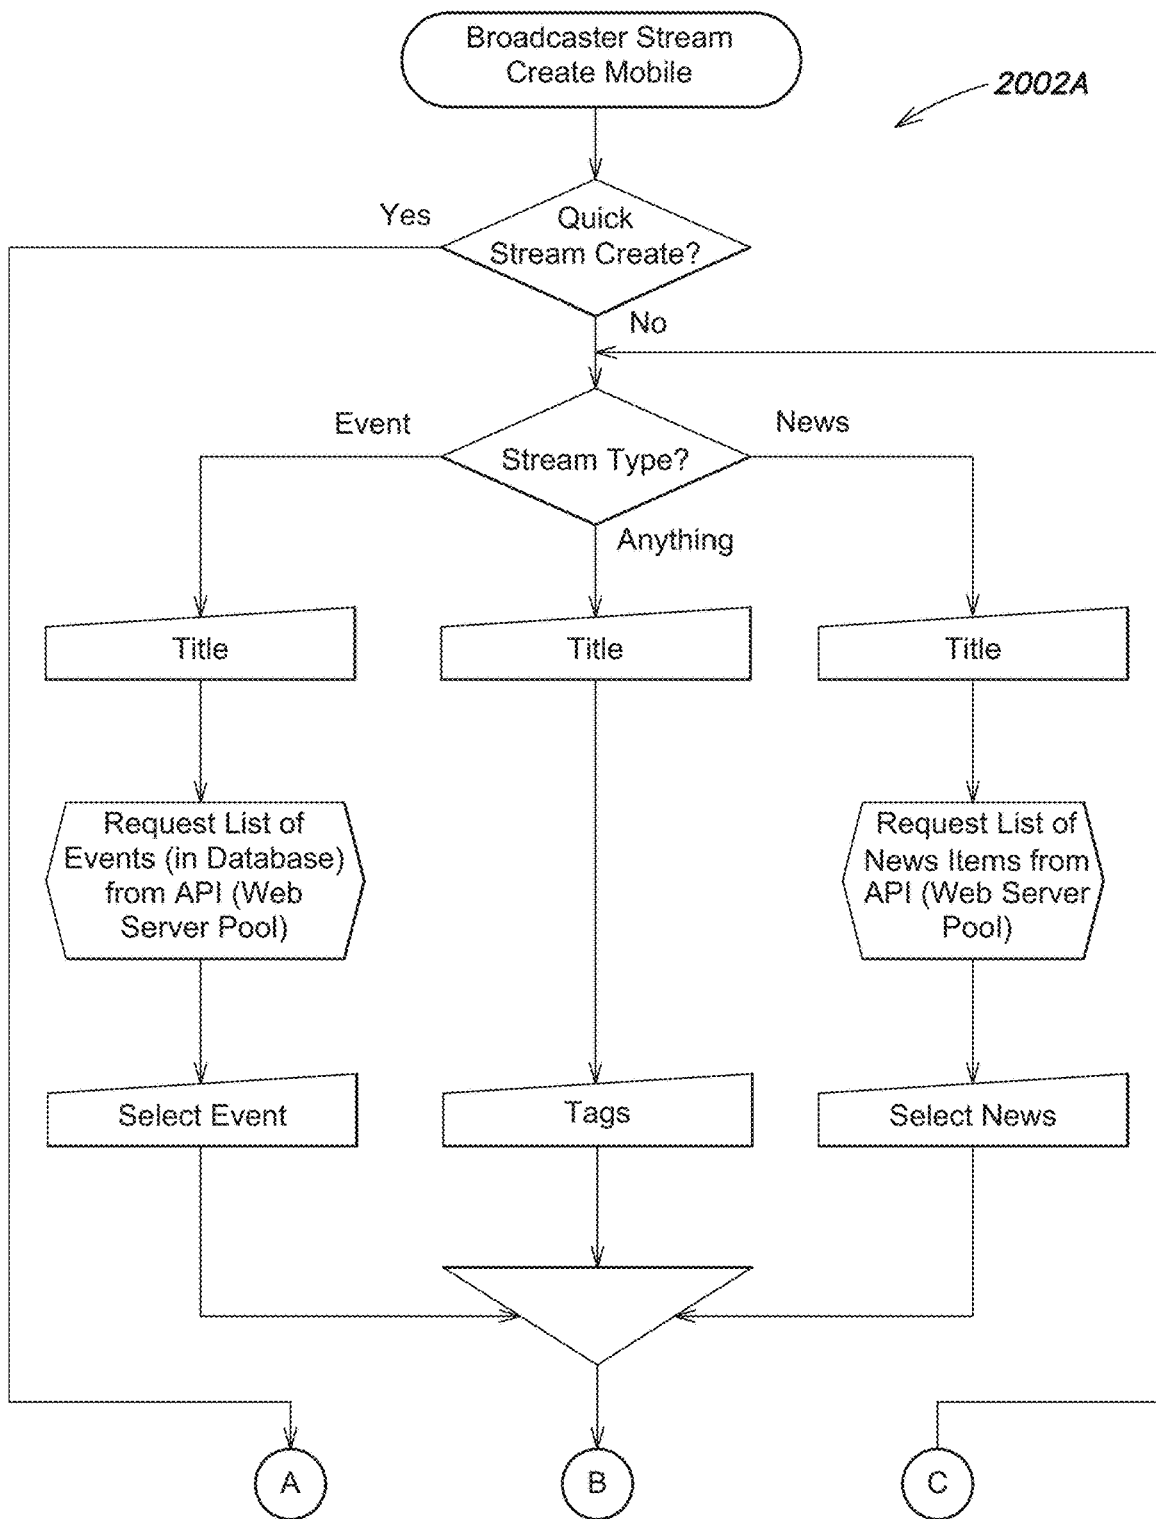 Broadcaster Stream
Create Mobile
2002A
Yes
Quick
Stream Create?
No
Event
News
Stream Type?
Anything
Title
Title
Title
Request List of
Events (in Database)
from API (Web
Server Pool)
Request List of
News Items from
API (Web Server
Pool)
Select Event
Tags
Select News
A
B
C